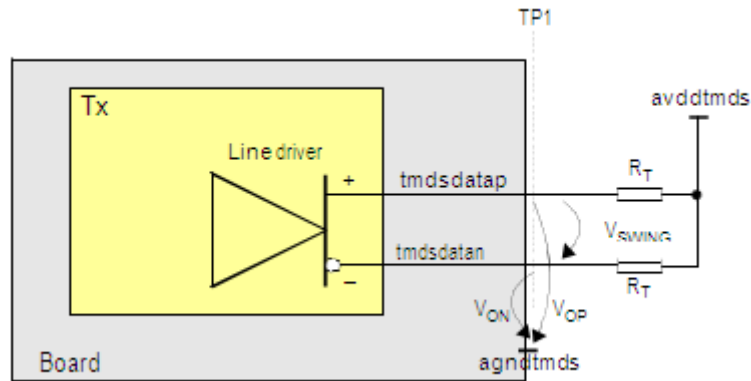 TP1
avddtmds
Tx
Line driver
+
tmdsdatap
RT
VSWING
tmdsdatan
RT
−
VON
VOP
Board
agndtmds